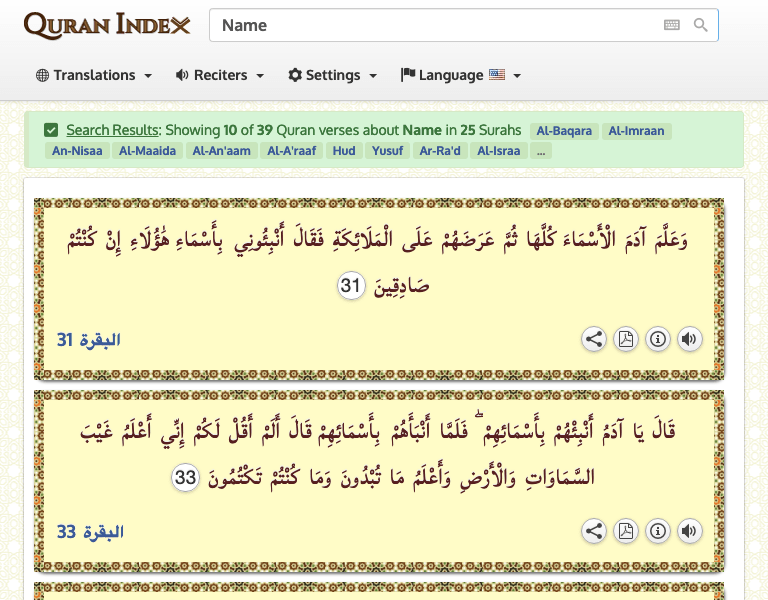 QURAN INDEX
Name
Translations
Reciters
Settings
Language
Search Results: Showing 10 of 39 Quran verses about Name in 25 Surahs Al-Baqara Al-Imraan
An-Nisaa Al-Maaida Al-An'aam Al-A'raaf Hud Yusuf Ar-Ra'd Al-Israa ...
وَعَلَّمَ آدَمَ الْأَسْمَاءَ كُلَّهَا ثُمَّ عَرَضَهُمْ عَلَى الْمَلَائِكَةِ فَقَالَ أَنْبِئُونِي بِأَسْمَاءِ هَٰؤُلَاءِ إِنْ كُنْتُمْ
صَادِقِينَ 31
البقرة 31
قَالَ يَا آدَمُ أَنْبِئْهُمْ بِأَسْمَائِهِمْ ۖ فَلَمَّا أَنْبَأَهُمْ بِأَسْمَائِهِمْ قَالَ أَلَمْ أَقُلْ لَكُمْ إِنِّي أَعْلَمُ غَيْبَ
السَّمَاوَاتِ وَالْأَرْضِ وَأَعْلَمُ مَا تُبْدُونَ وَمَا كُنْتُمْ تَكْتُمُونَ 33
البقرة 33